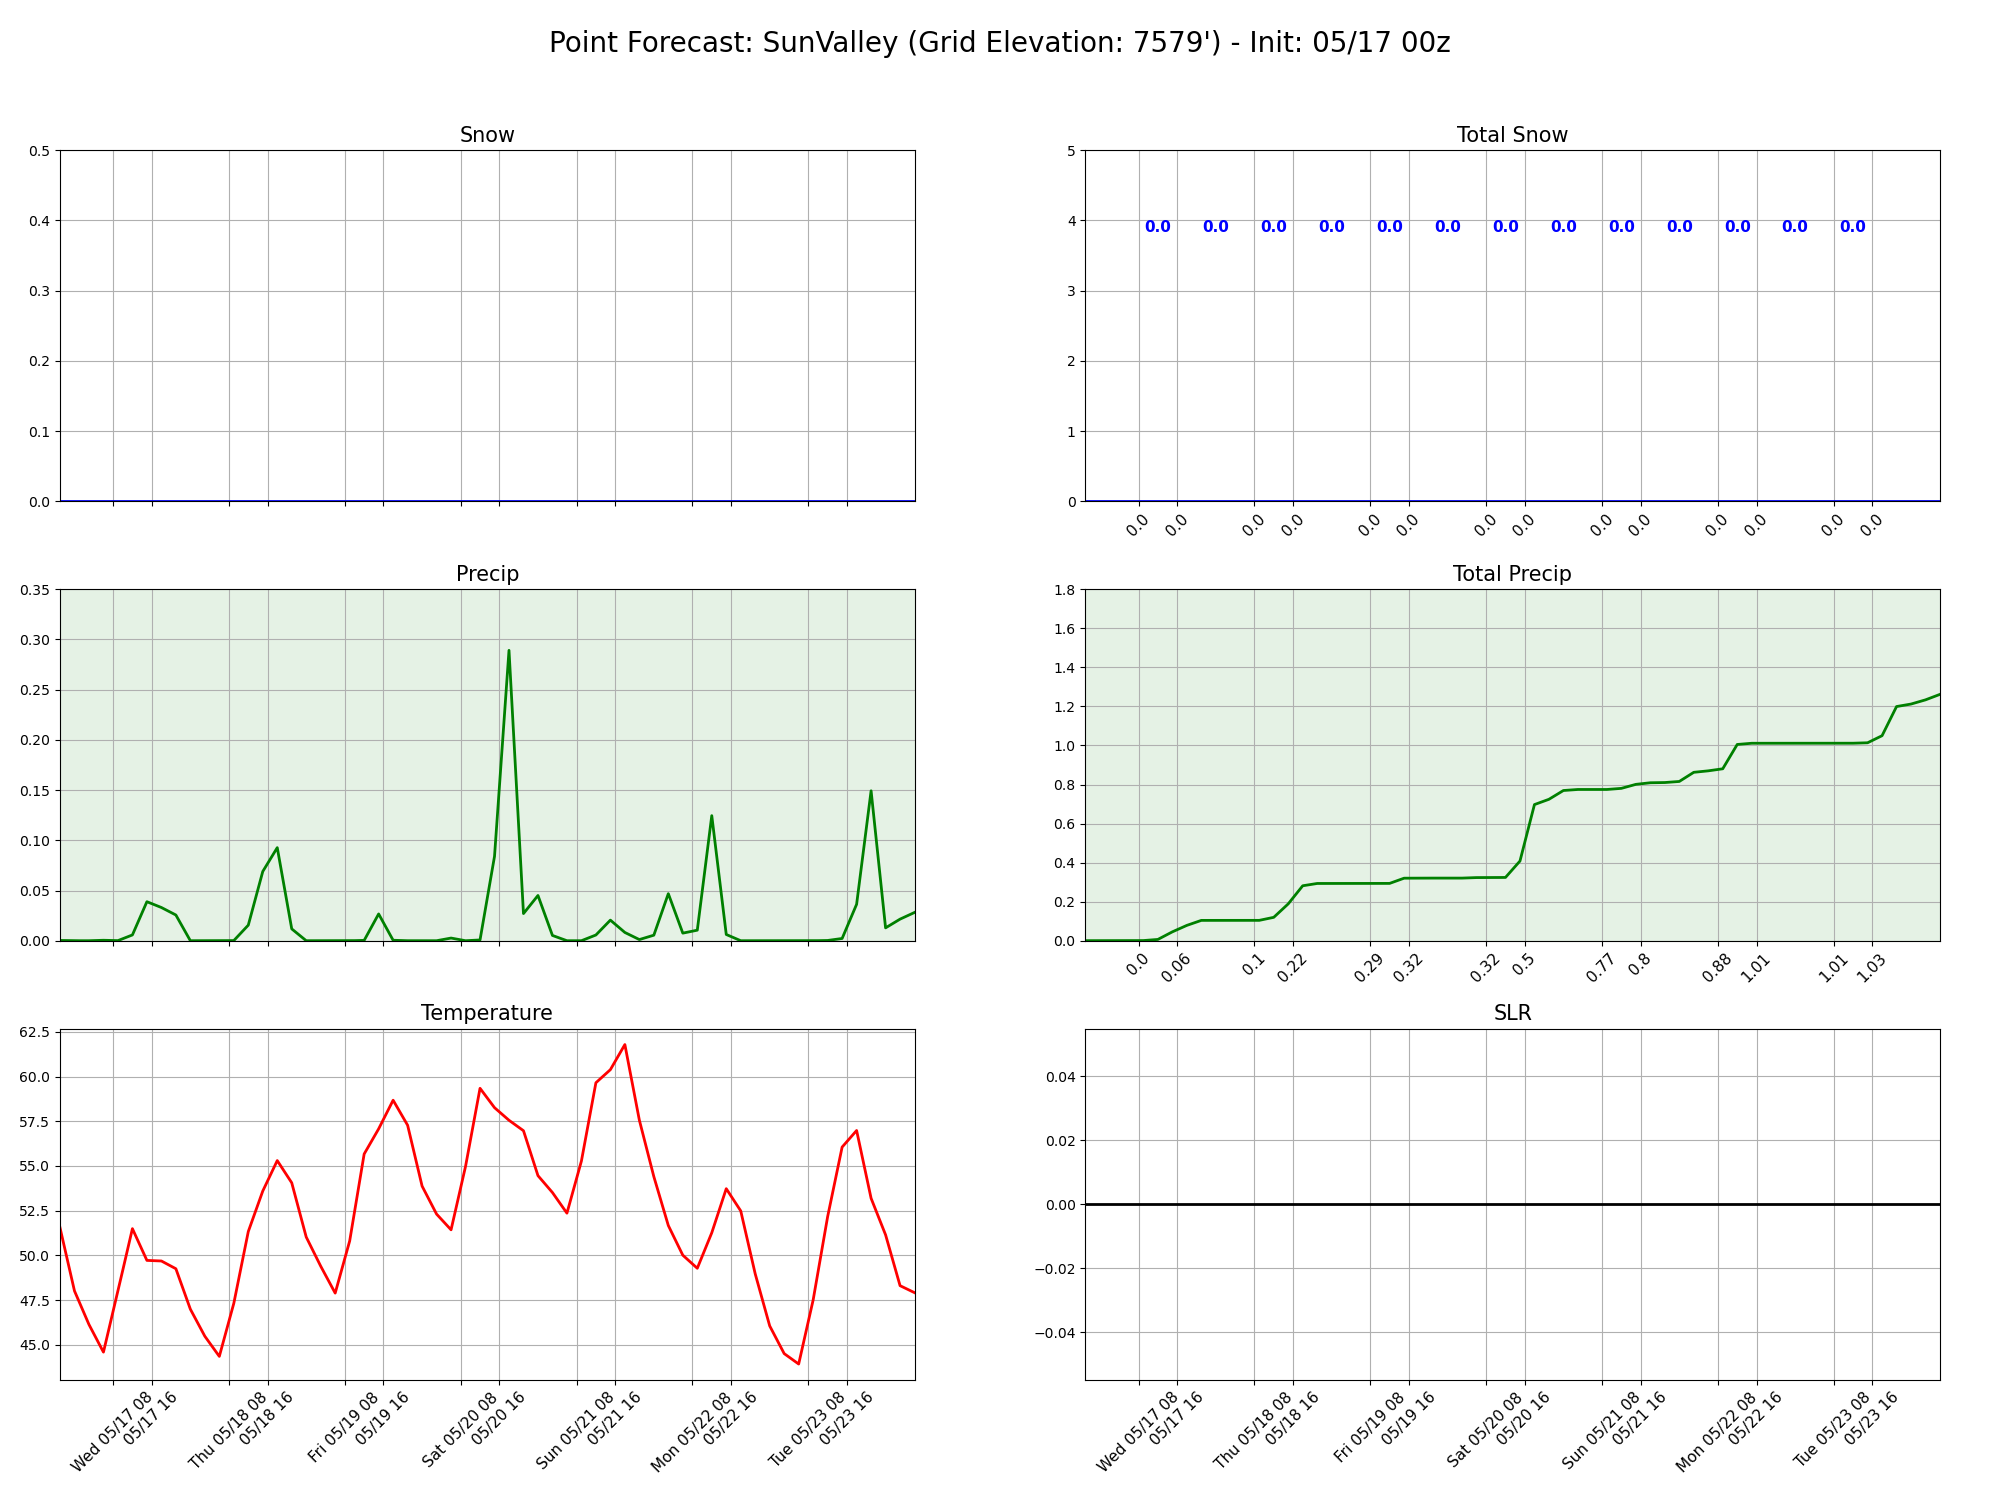 Point Forecast: SunValley (Grid Elevation: 7579') - Init: 05/17 00z
Snow
0.5
0.4
0.3
0.2
0.1
0.0
Total Snow
5
4
3
2
1
0
0.0 0.0 0.0 0.0 0.0 0.0 0.0 0.0 0.0 0.0 0.0 0.0 0.0
0.0 0.0 0.0 0.0 0.0 0.0 0.0 0.0 0.0 0.0 0.0 0.0 0.0 0.0
Precip
0.35
0.30
0.25
0.20
0.15
0.10
0.05
0.00
Total Precip
1.8
1.6
1.4
1.2
1.0
0.8
0.6
0.4
0.2
0.0
0.0 0.06 0.1 0.22 0.29 0.32 0.32 0.5 0.77 0.8 0.88 1.01 1.01 1.03
Temperature
62.5
60.0
57.5
55.0
52.5
50.0
47.5
45.0
Wed 05/17 08
05/17 16
Thu 05/18 08
05/18 16
Fri 05/19 08
05/19 16
Sat 05/20 08
05/20 16
Sun 05/21 08
05/21 16
Mon 05/22 08
05/22 16
Tue 05/23 08
05/23 16
SLR
0.04
0.02
0.00
−0.02
−0.04
Wed 05/17 08
05/17 16
Thu 05/18 08
05/18 16
Fri 05/19 08
05/19 16
Sat 05/20 08
05/20 16
Sun 05/21 08
05/21 16
Mon 05/22 08
05/22 16
Tue 05/23 08
05/23 16